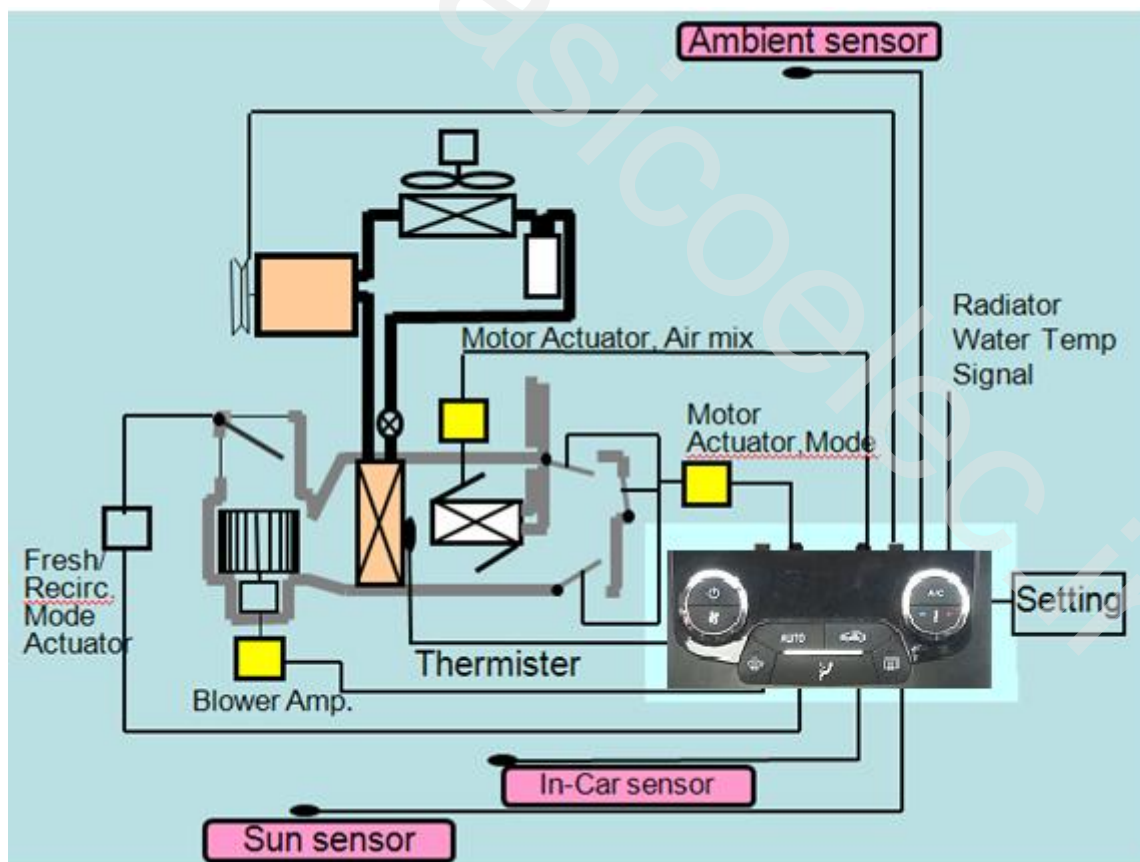 Ambient sensor
Motor Actuator, Air mix
Radiator
Water Temp
Signal
Motor
Actuator,Mode
Fresh/
Recirc.
Mode
Actuator
A/C
AUTO
Setting
Thermister
Blower Amp.
In-Car sensor
Sun sensor